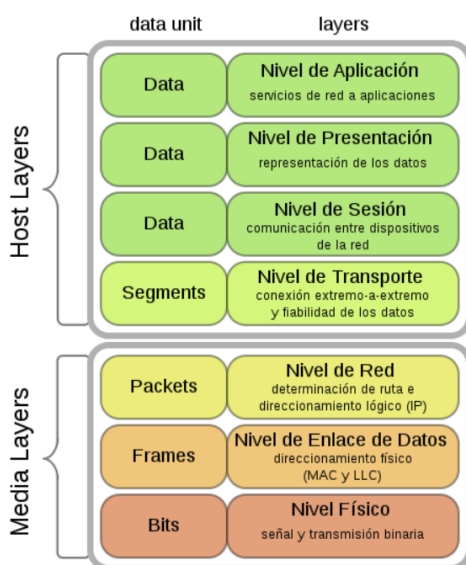 data unit layers
Host Layers
Data
Nivel de Aplicación
servicios de red a aplicaciones
Data
Nivel de Presentación
representación de los datos
Data
Nivel de Sesión
comunicación entre dispositivos
de la red
Segments
Nivel de Transporte
conexión extremo-a-extremo
y fiabilidad de los datos
Media Layers
Packets
Nivel de Red
determinación de ruta e
direccionamiento lógico (IP)
Frames
Nivel de Enlace de Datos
direccionamiento físico
(MAC y LLC)
Bits
Nivel Físico
señal y transmisión binaria